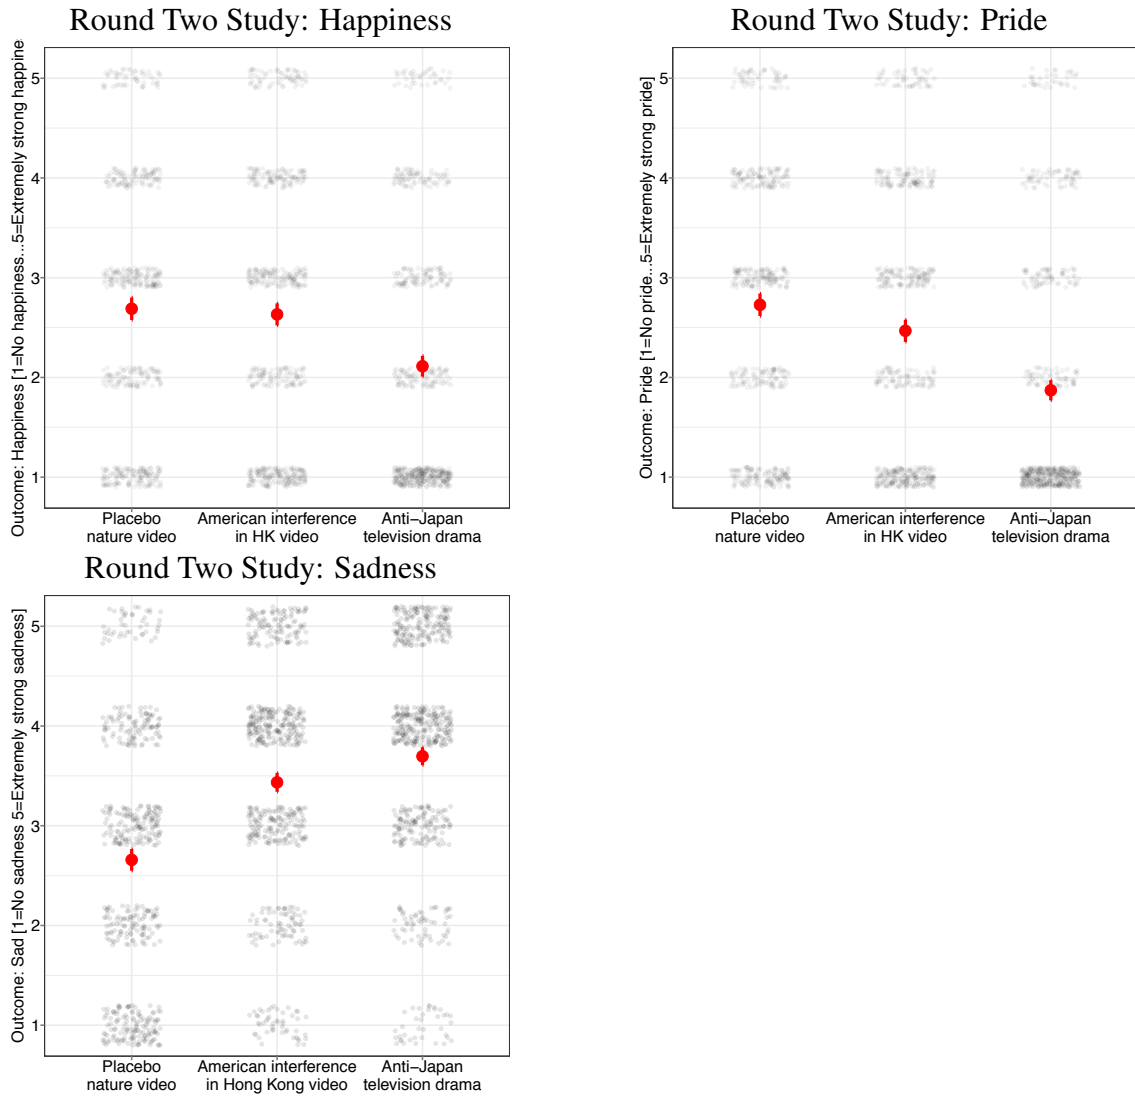 Round Two Study: Happiness
Outcome: Happiness [1=No happiness...5=Extremely strong happine
5
4
3
2
1
Placebo
nature video
American interference
in HK video
Anti−Japan
television drama
Round Two Study: Pride
Outcome: Pride [1=No pride...5=Extremely strong pride]
5
4
3
2
1
Placebo
nature video
American interference
in HK video
Anti−Japan
television drama
Round Two Study: Sadness
Outcome: Sad [1=No sadness 5=Extremely strong sadness]
5
4
3
2
1
Placebo
nature video
American interference
in Hong Kong video
Anti−Japan
television drama